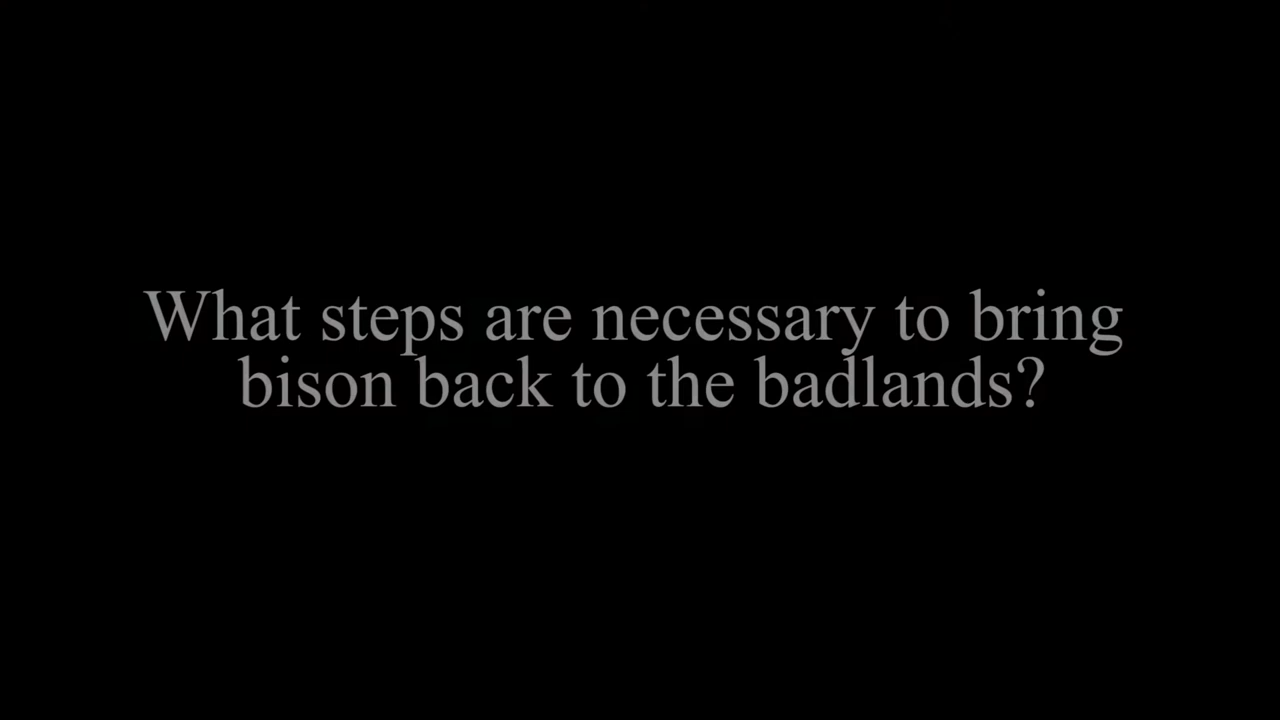 What steps are necessary to bring
bison back to the badlands?